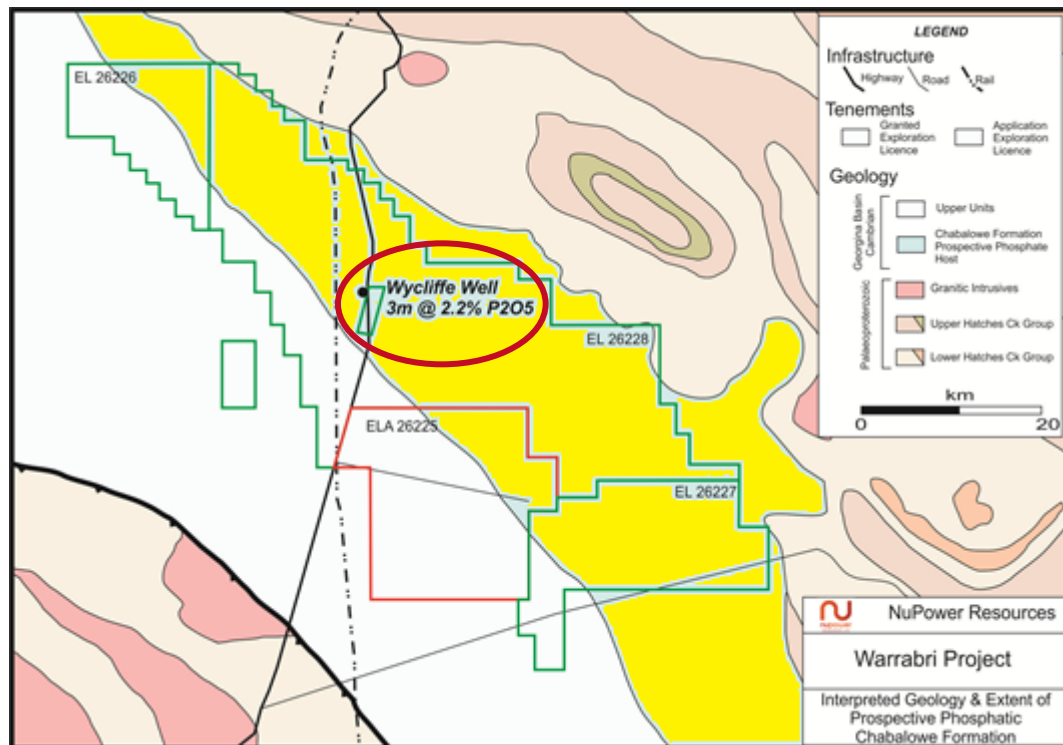 EL 26226
Wycliffe Well
3m @ 2.2% P2O5
EL 26228
ELA 26225
EL 26227
LEGEND
Infrastructure
Highway
Road
Rail
Tenements
Granted
Exploration
Licence
Application
Exploration
Licence
Geology
Georgina Basin
Cambrian
Upper Units
Chabalowe Formation
Prospective Phosphate
Host
Palaeoproterozoic
Granitic Intrusives
Upper Hatches Ck Group
Lower Hatches Ck Group
km
0 20
NuPower Resources
Warrabri Project
Interpreted Geology & Extent of
Prospective Phosphatic
Chabalowe Formation